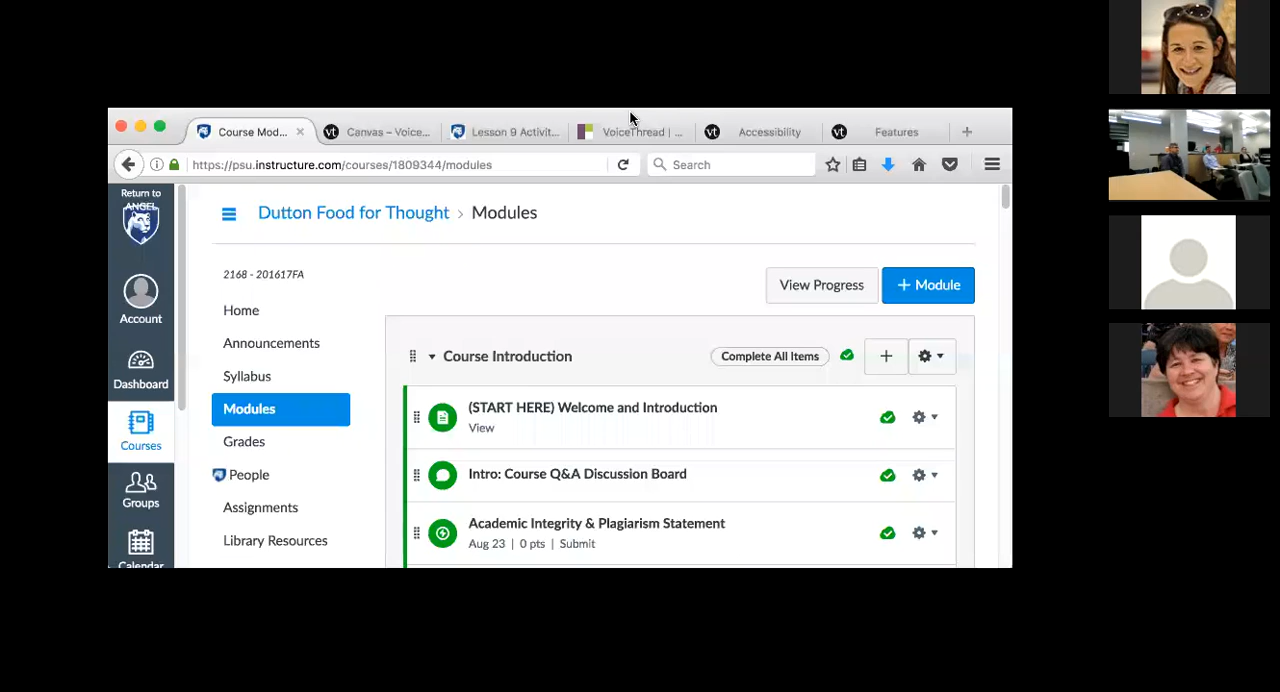 Course Mod...
Canvas – Voice...
Lesson 9 Activit...
VoiceThread | ...
Accessibility
Features
https://psu.instructure.com/courses/1809344/modules
Search
Return to
ANGEL
Account
Dashboard
Courses
Groups
Calendar
Dutton Food for Thought › Modules
2168 - 201617FA
Home
Announcements
Syllabus
Modules
Grades
People
Assignments
Library Resources
View Progress
+ Module
Course Introduction
Complete All Items
(START HERE) Welcome and Introduction
View
Intro: Course Q&A Discussion Board
Academic Integrity & Plagiarism Statement
Aug 23 | 0 pts | Submit